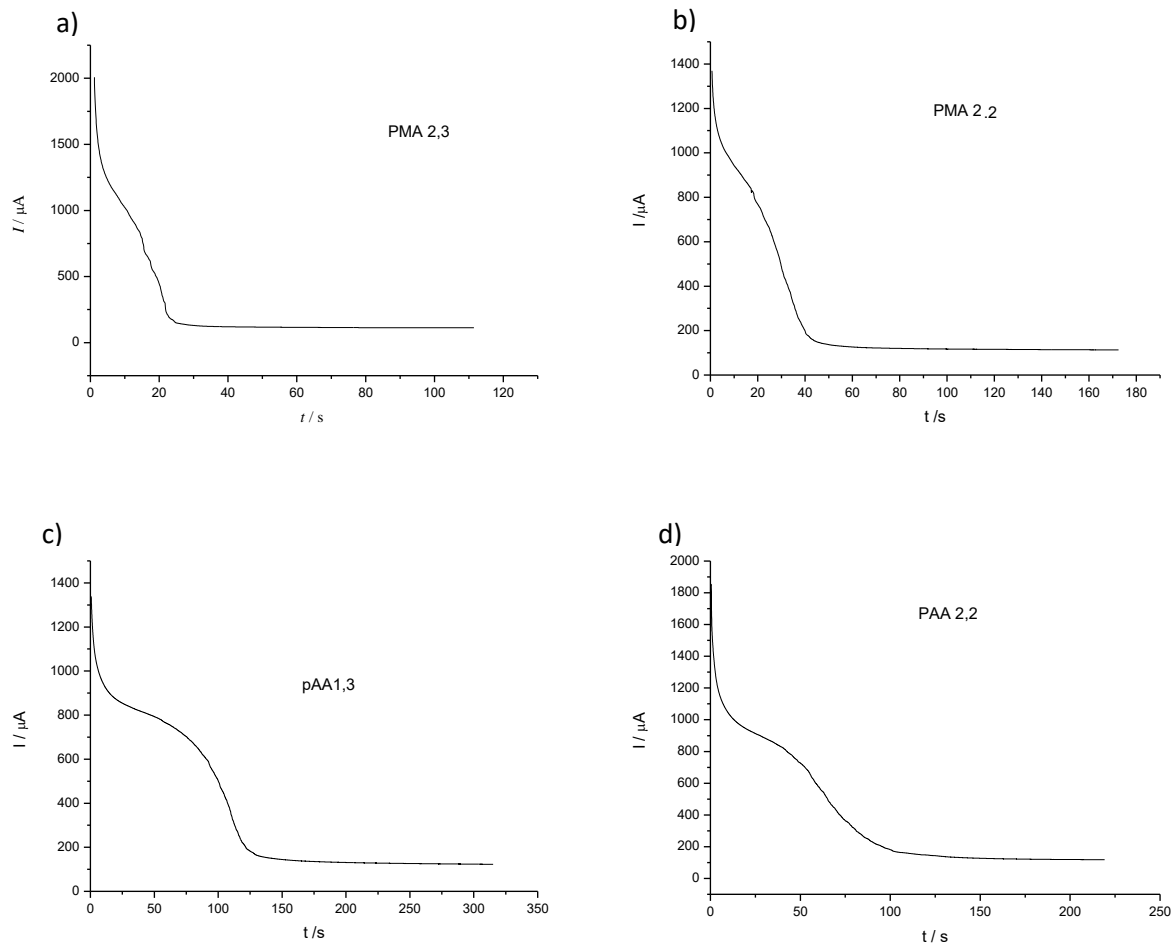 a)
2000
1500
1000
500
0
I / μA
PMA 2,3
0 20 40 60 80 100 120
t / s
b)
1400
1200
1000
800
600
400
200
0
I /μA
PMA 2.2
0 20 40 60 80 100 120 140 160 180
t /s
c)
1400
1200
1000
800
600
400
200
0
I / μA
pAA1,3
0 50 100 150 200 250 300 350
t / s
d)
2000
1800
1600
1400
1200
1000
800
600
400
200
0
I / μA
PAA 2,2
0 50 100 150 200 250
t / s